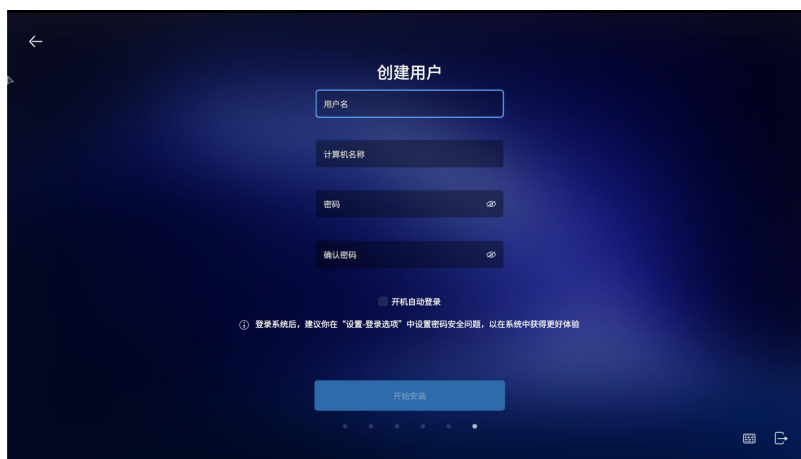 创建用户
用户名
计算机名称
密码
确认密码
开机自动登录
登录系统后，建议你在“设置-登录选项”中设置密码安全问题，以在系统中获得更好体验
开始安装